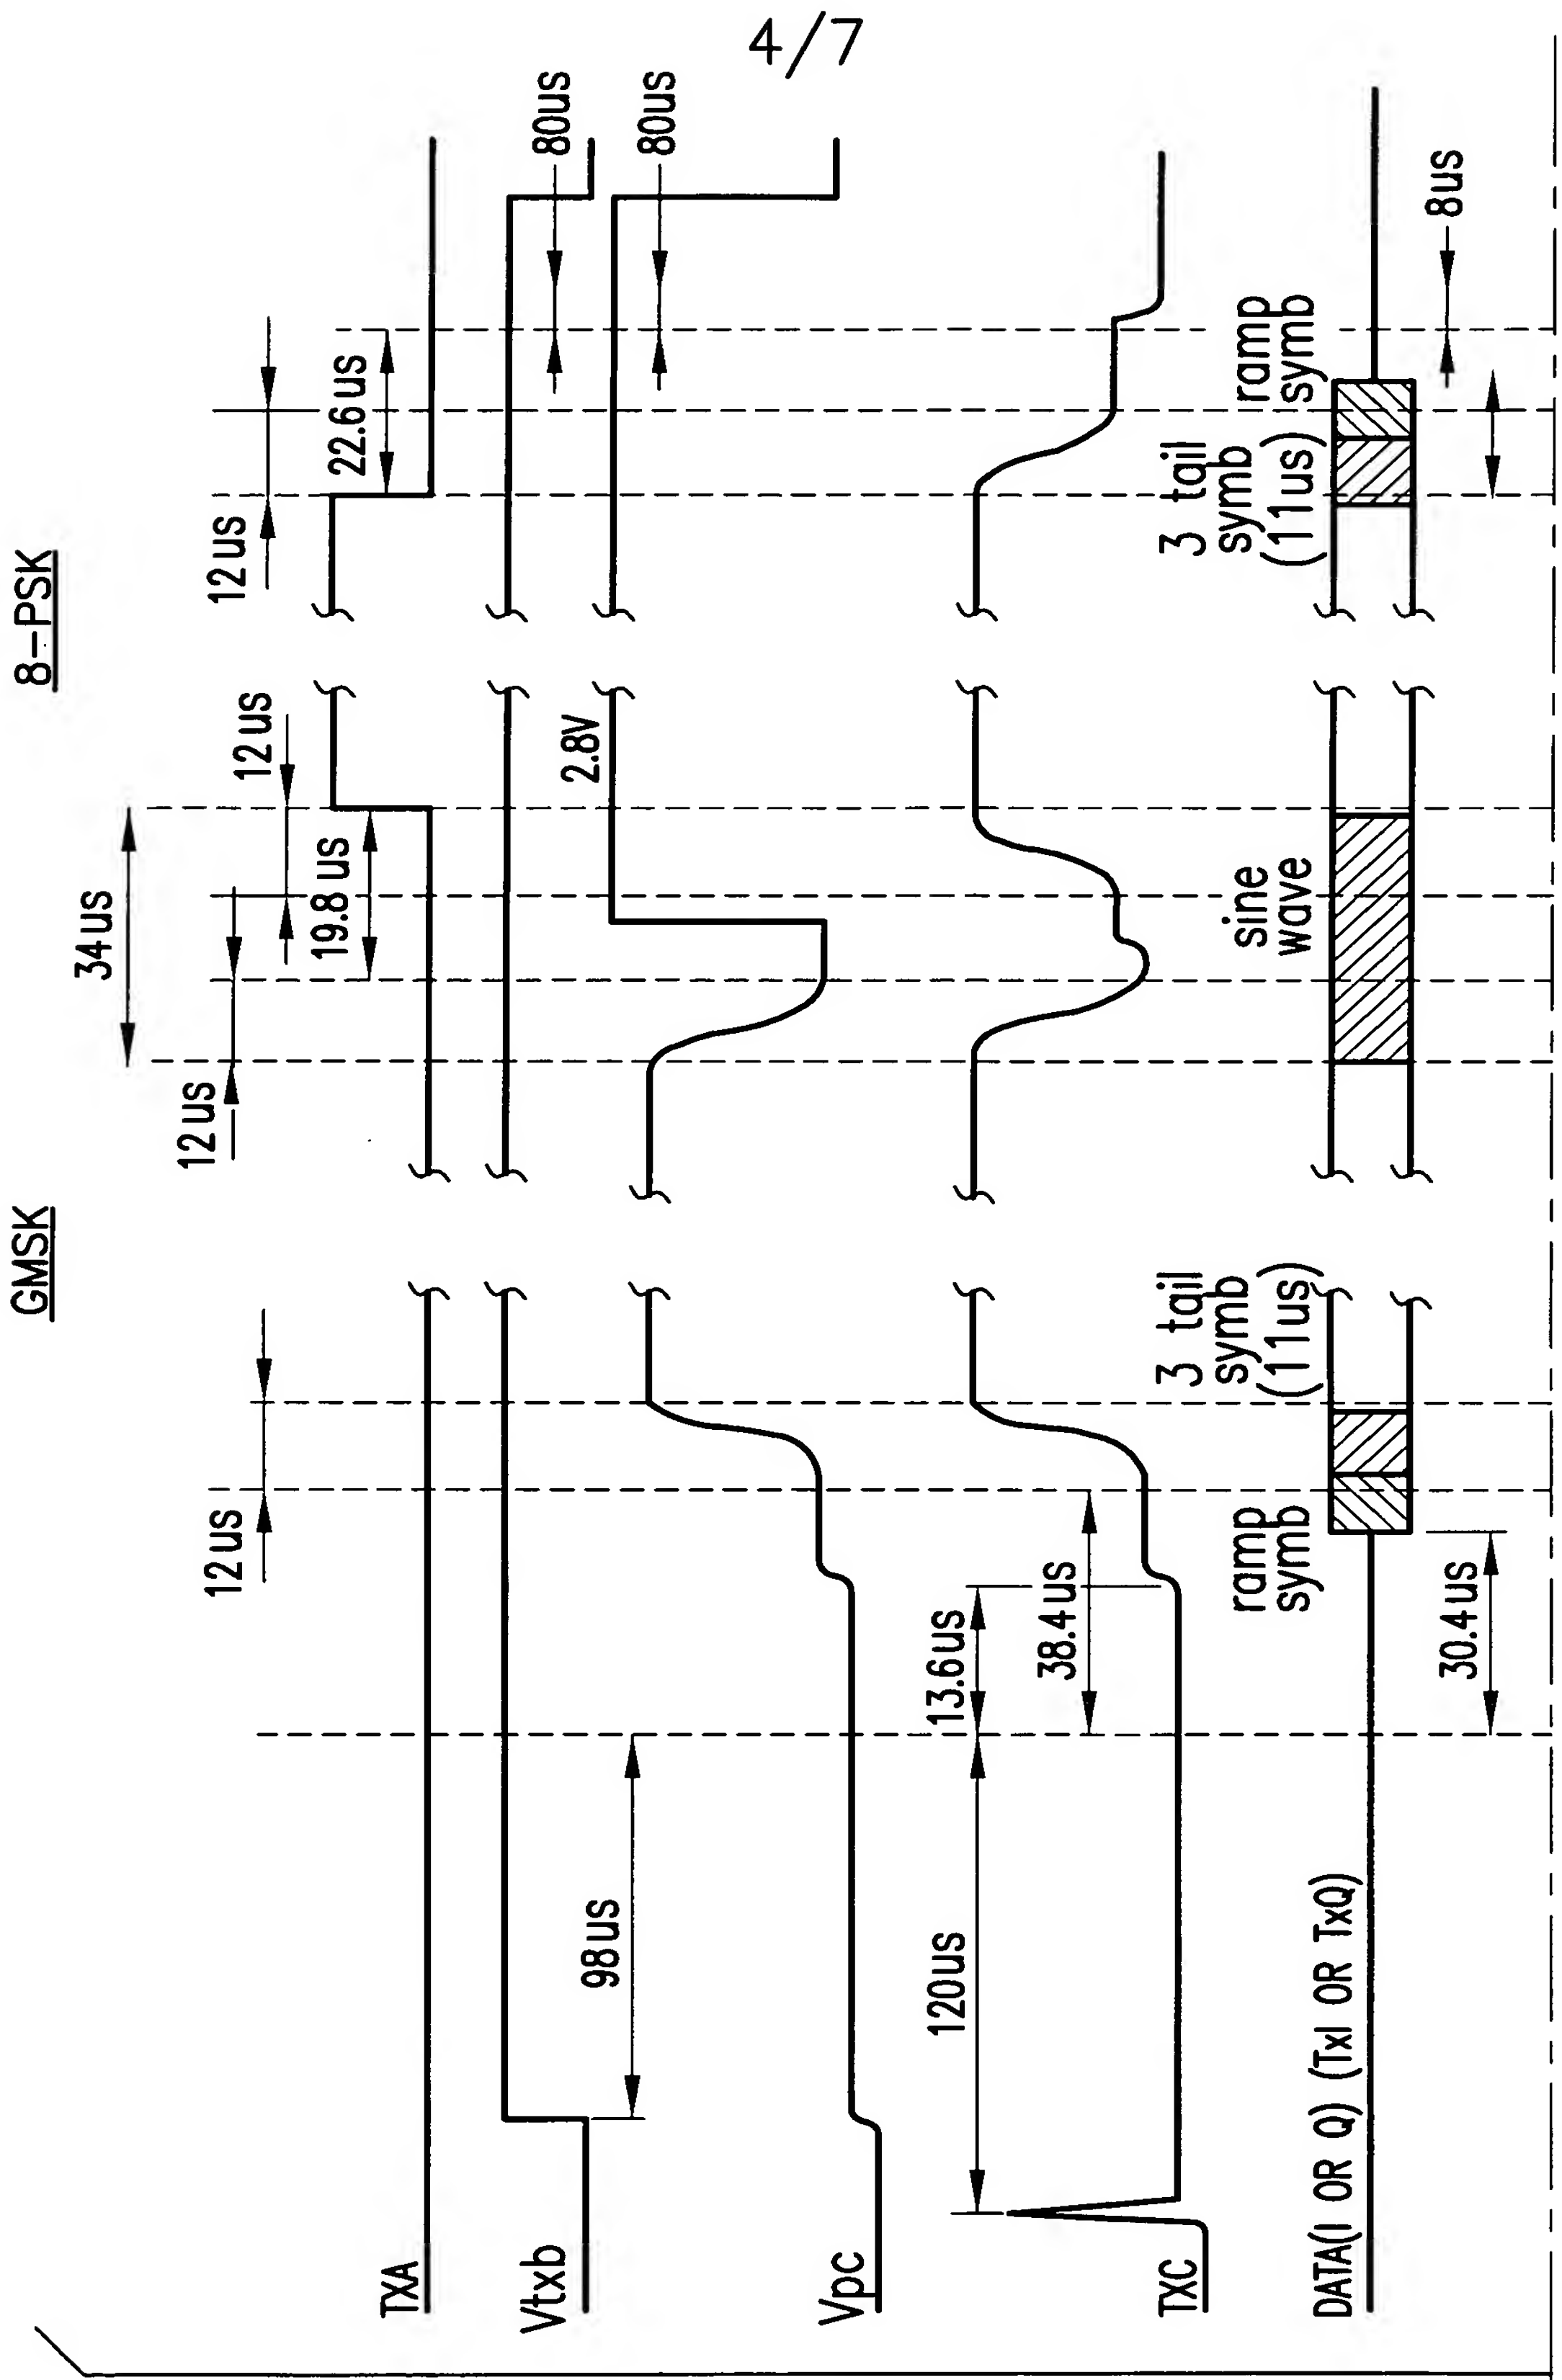 4/7
GMSK
8-PSK
34us
12us
12us
12us
12us
19.8 us
22.6us
TXA
Vtxb
98us
80us
Vpc
2.8V
80us
TXC
120us
13.6us
38.4us
DATA(I OR Q) (TxI OR TxQ)
ramp
symb
3 tail
symb
(11us)
sine
wave
3 tail
symb
(11us)
ramp
symb
30.4us
8us